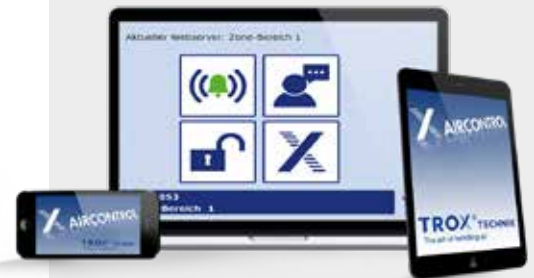 Aktueller Webserver: Zone-Bereich 1
053
Bereich 1
X AIRCONTROL
TROX® TECHNIK
X AIRCONTROL
TROX® TECHNIK
The art of handling air